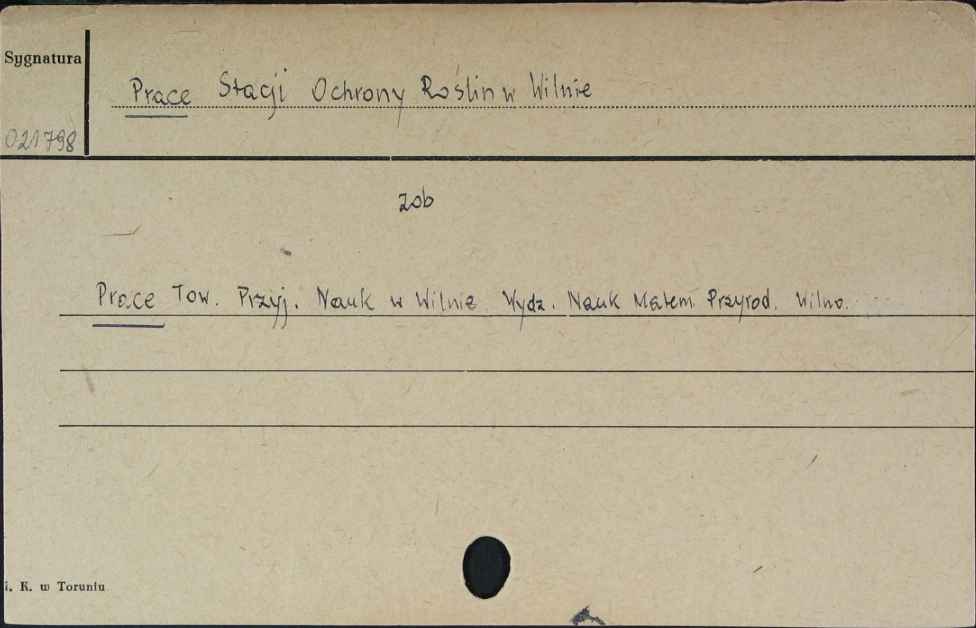 Sygnatura
Prace Stacji Ochrony Roślin w Wilnie
021798
zob
Prace Tow. Przyj. Nauk w Wilnie Wydz. Nauk Matem. Przyrod. Wilno.
i. K. w Toruniu